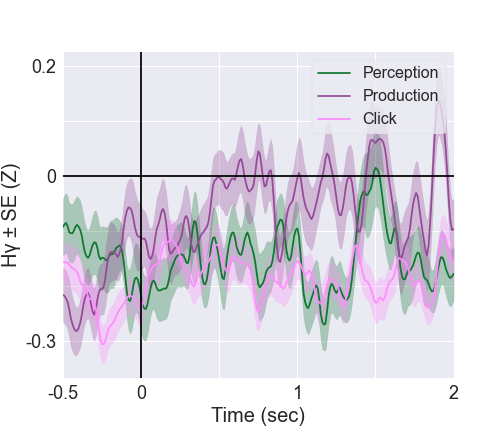 Hγ ± SE (Z)
0.2
0
-0.3
Perception
Production
Click
-0.5
0
1
2
Time (sec)